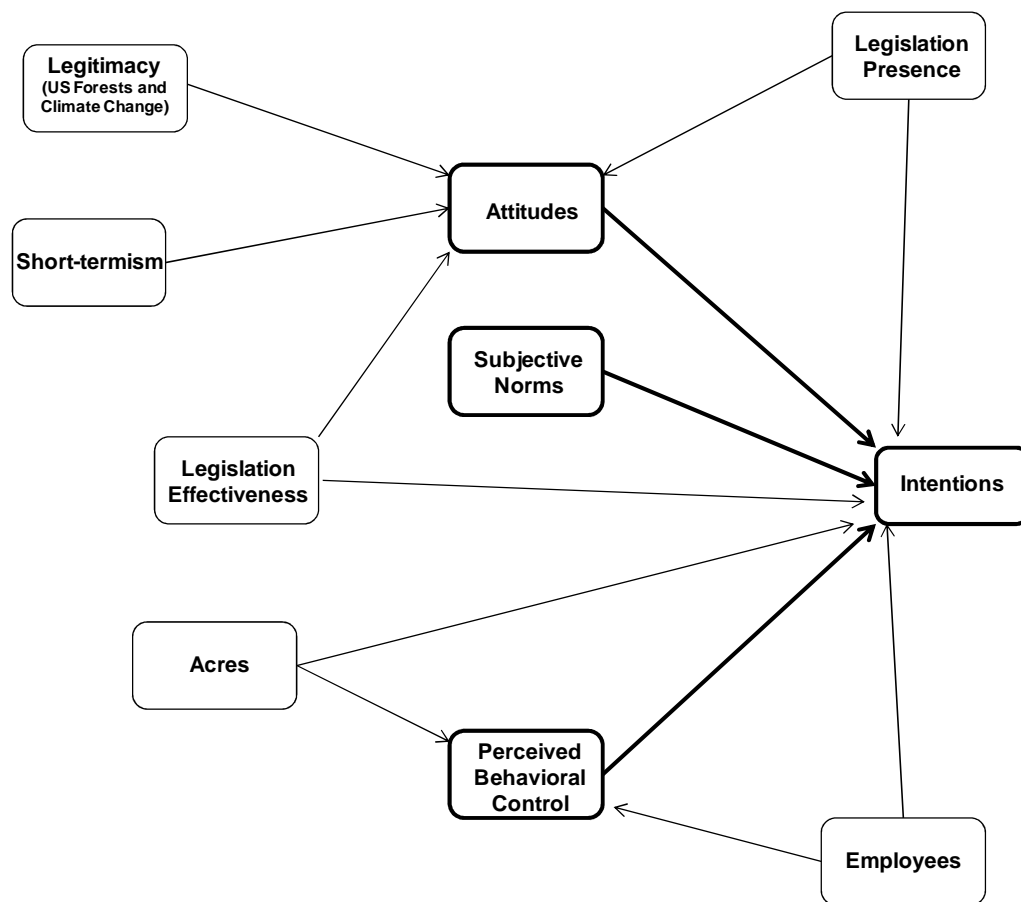 Legitimacy
(US Forests and
Climate Change)
Legislation
Presence
Attitudes
Short-termism
Subjective
Norms
Legislation
Effectiveness
Intentions
Acres
Perceived
Behavioral
Control
Employees